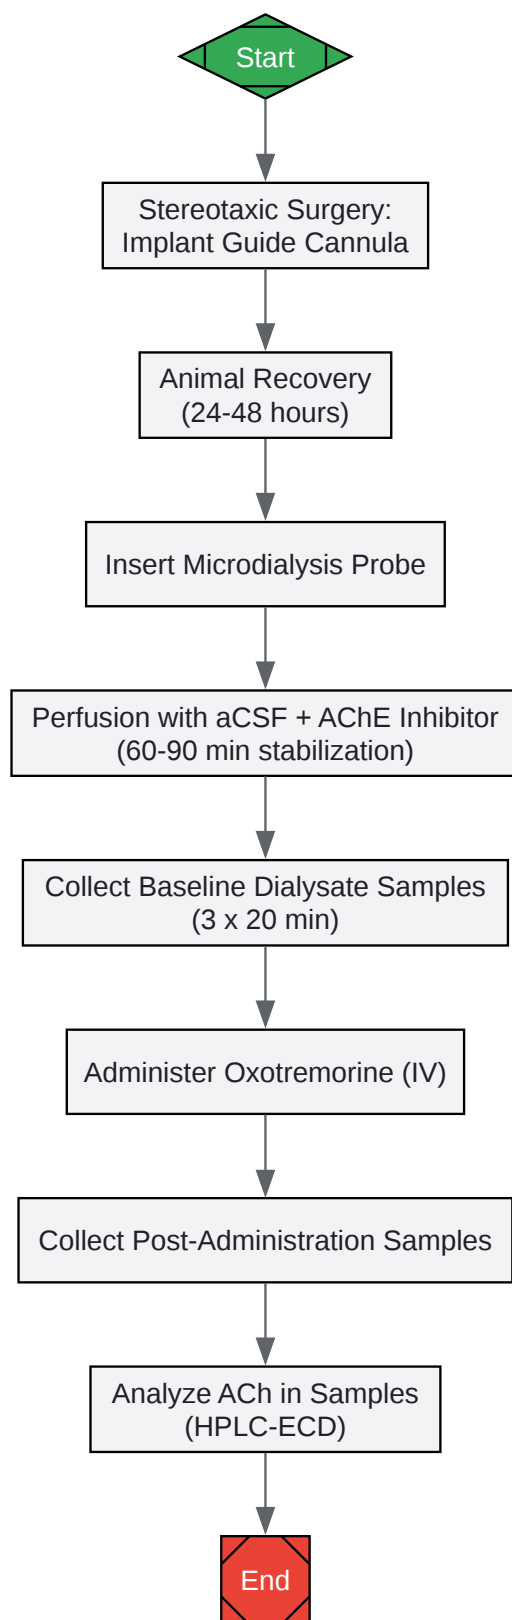 Start
Stereotaxic Surgery:
Implant Guide Cannula
Animal Recovery
(24-48 hours)
Insert Microdialysis Probe
Perfusion with aCSF + AChE Inhibitor
(60-90 min stabilization)
Collect Baseline Dialysate Samples
(3 x 20 min)
Administer Oxotremorine (IV)
Collect Post-Administration Samples
Analyze ACh in Samples
(HPLC-ECD)
End